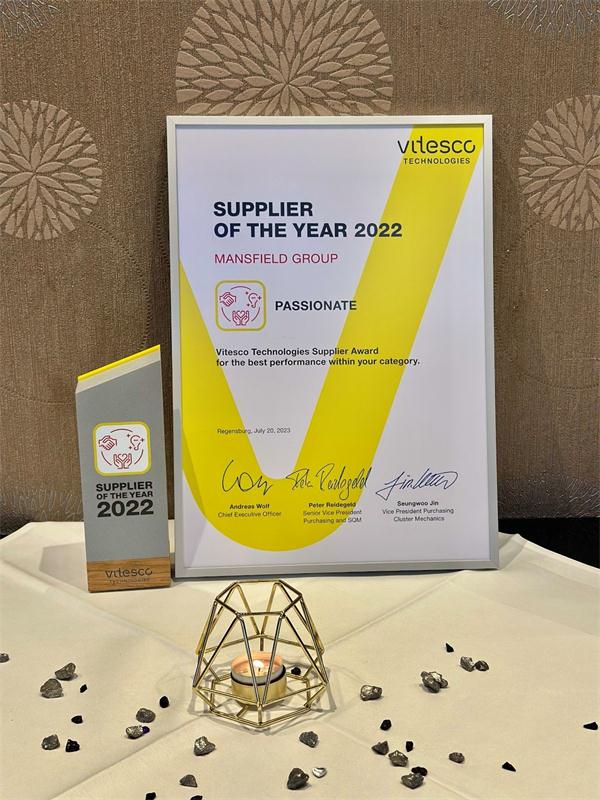 vitesco
TECHNOLOGIES
SUPPLIER
OF THE YEAR 2022
MANSFIELD GROUP
PASSIONATE
Vitesco Technologies Supplier Award
for the best performance within your category.
Regensburg, July 20, 2023
Andreas Wolf
Chief Executive Officer
Peter Reidegeld
Senior Vice President
Purchasing and SQM
Seungwoo Jin
Vice President Purchasing
Cluster Mechanics
SUPPLIER
OF THE YEAR
2022
vitesco
TECHNOLOGIES